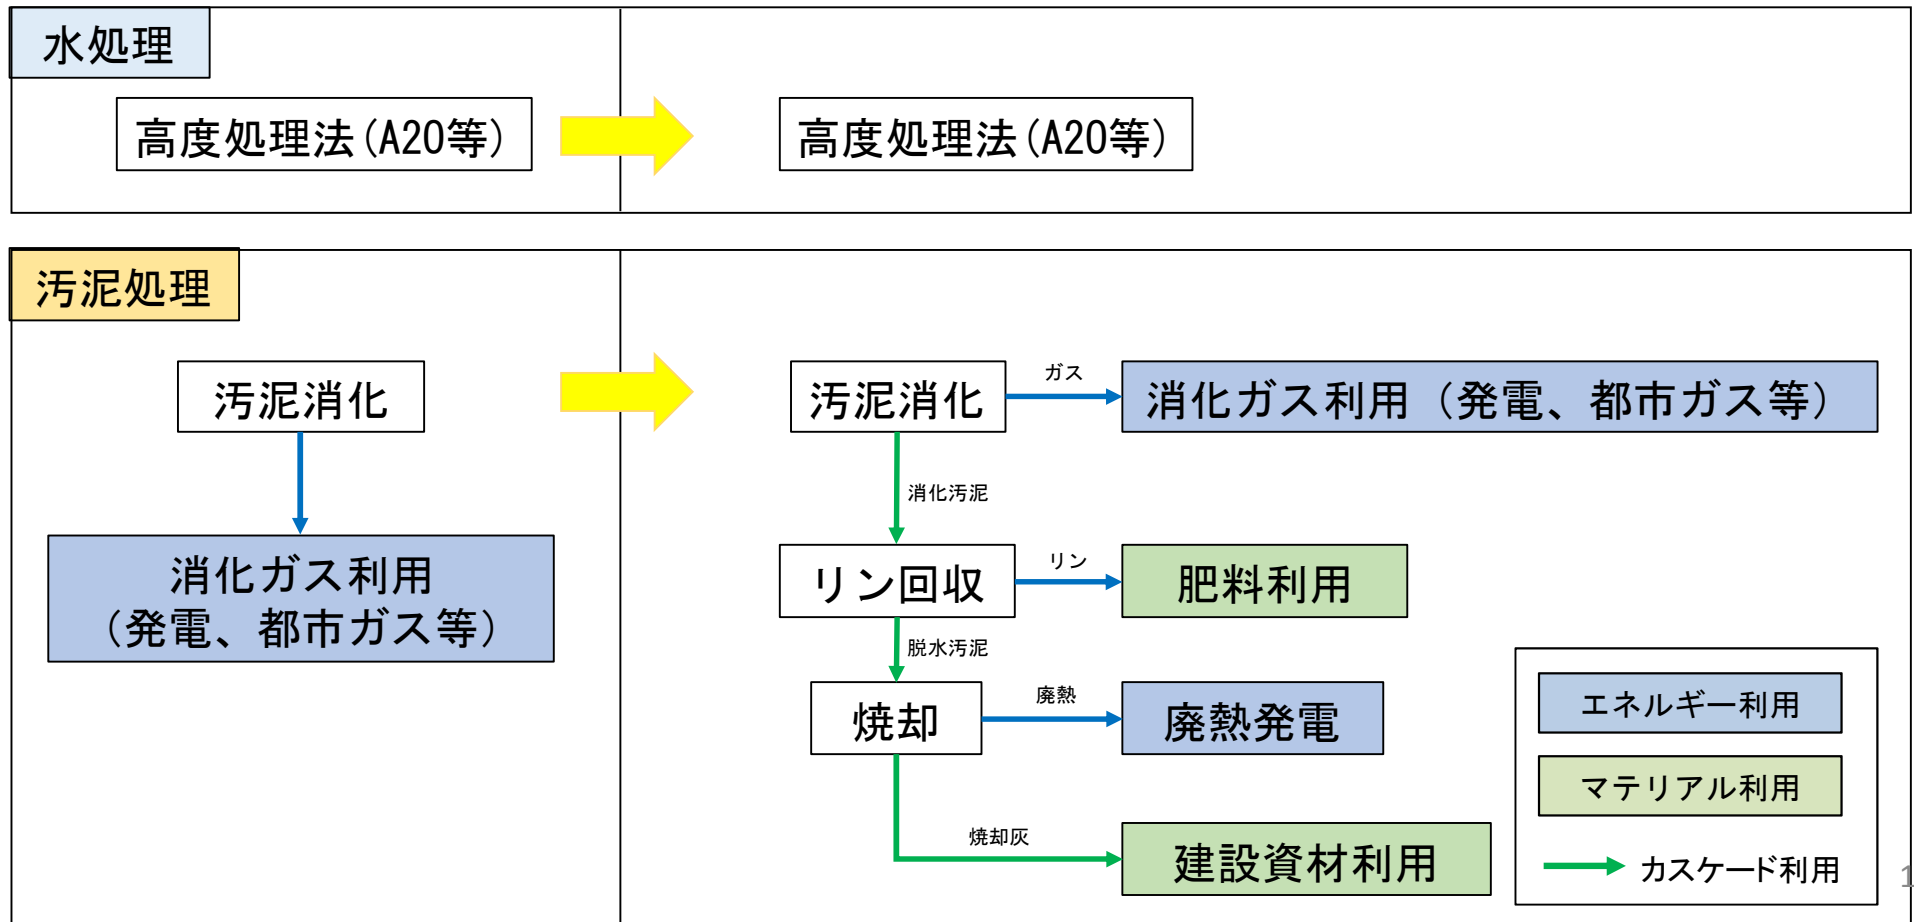 水処理
高度処理法(A2O等)
高度処理法(A2O等)
汚泥処理
汚泥消化
消化ガス利用
(発電、都市ガス等)
汚泥消化
ガス
消化ガス利用(発電、都市ガス等)
消化汚泥
リン回収
リン
肥料利用
脱水汚泥
焼却
廃熱
廃熱発電
焼却灰
建設資材利用
エネルギー利用
マテリアル利用
カスケード利用
1